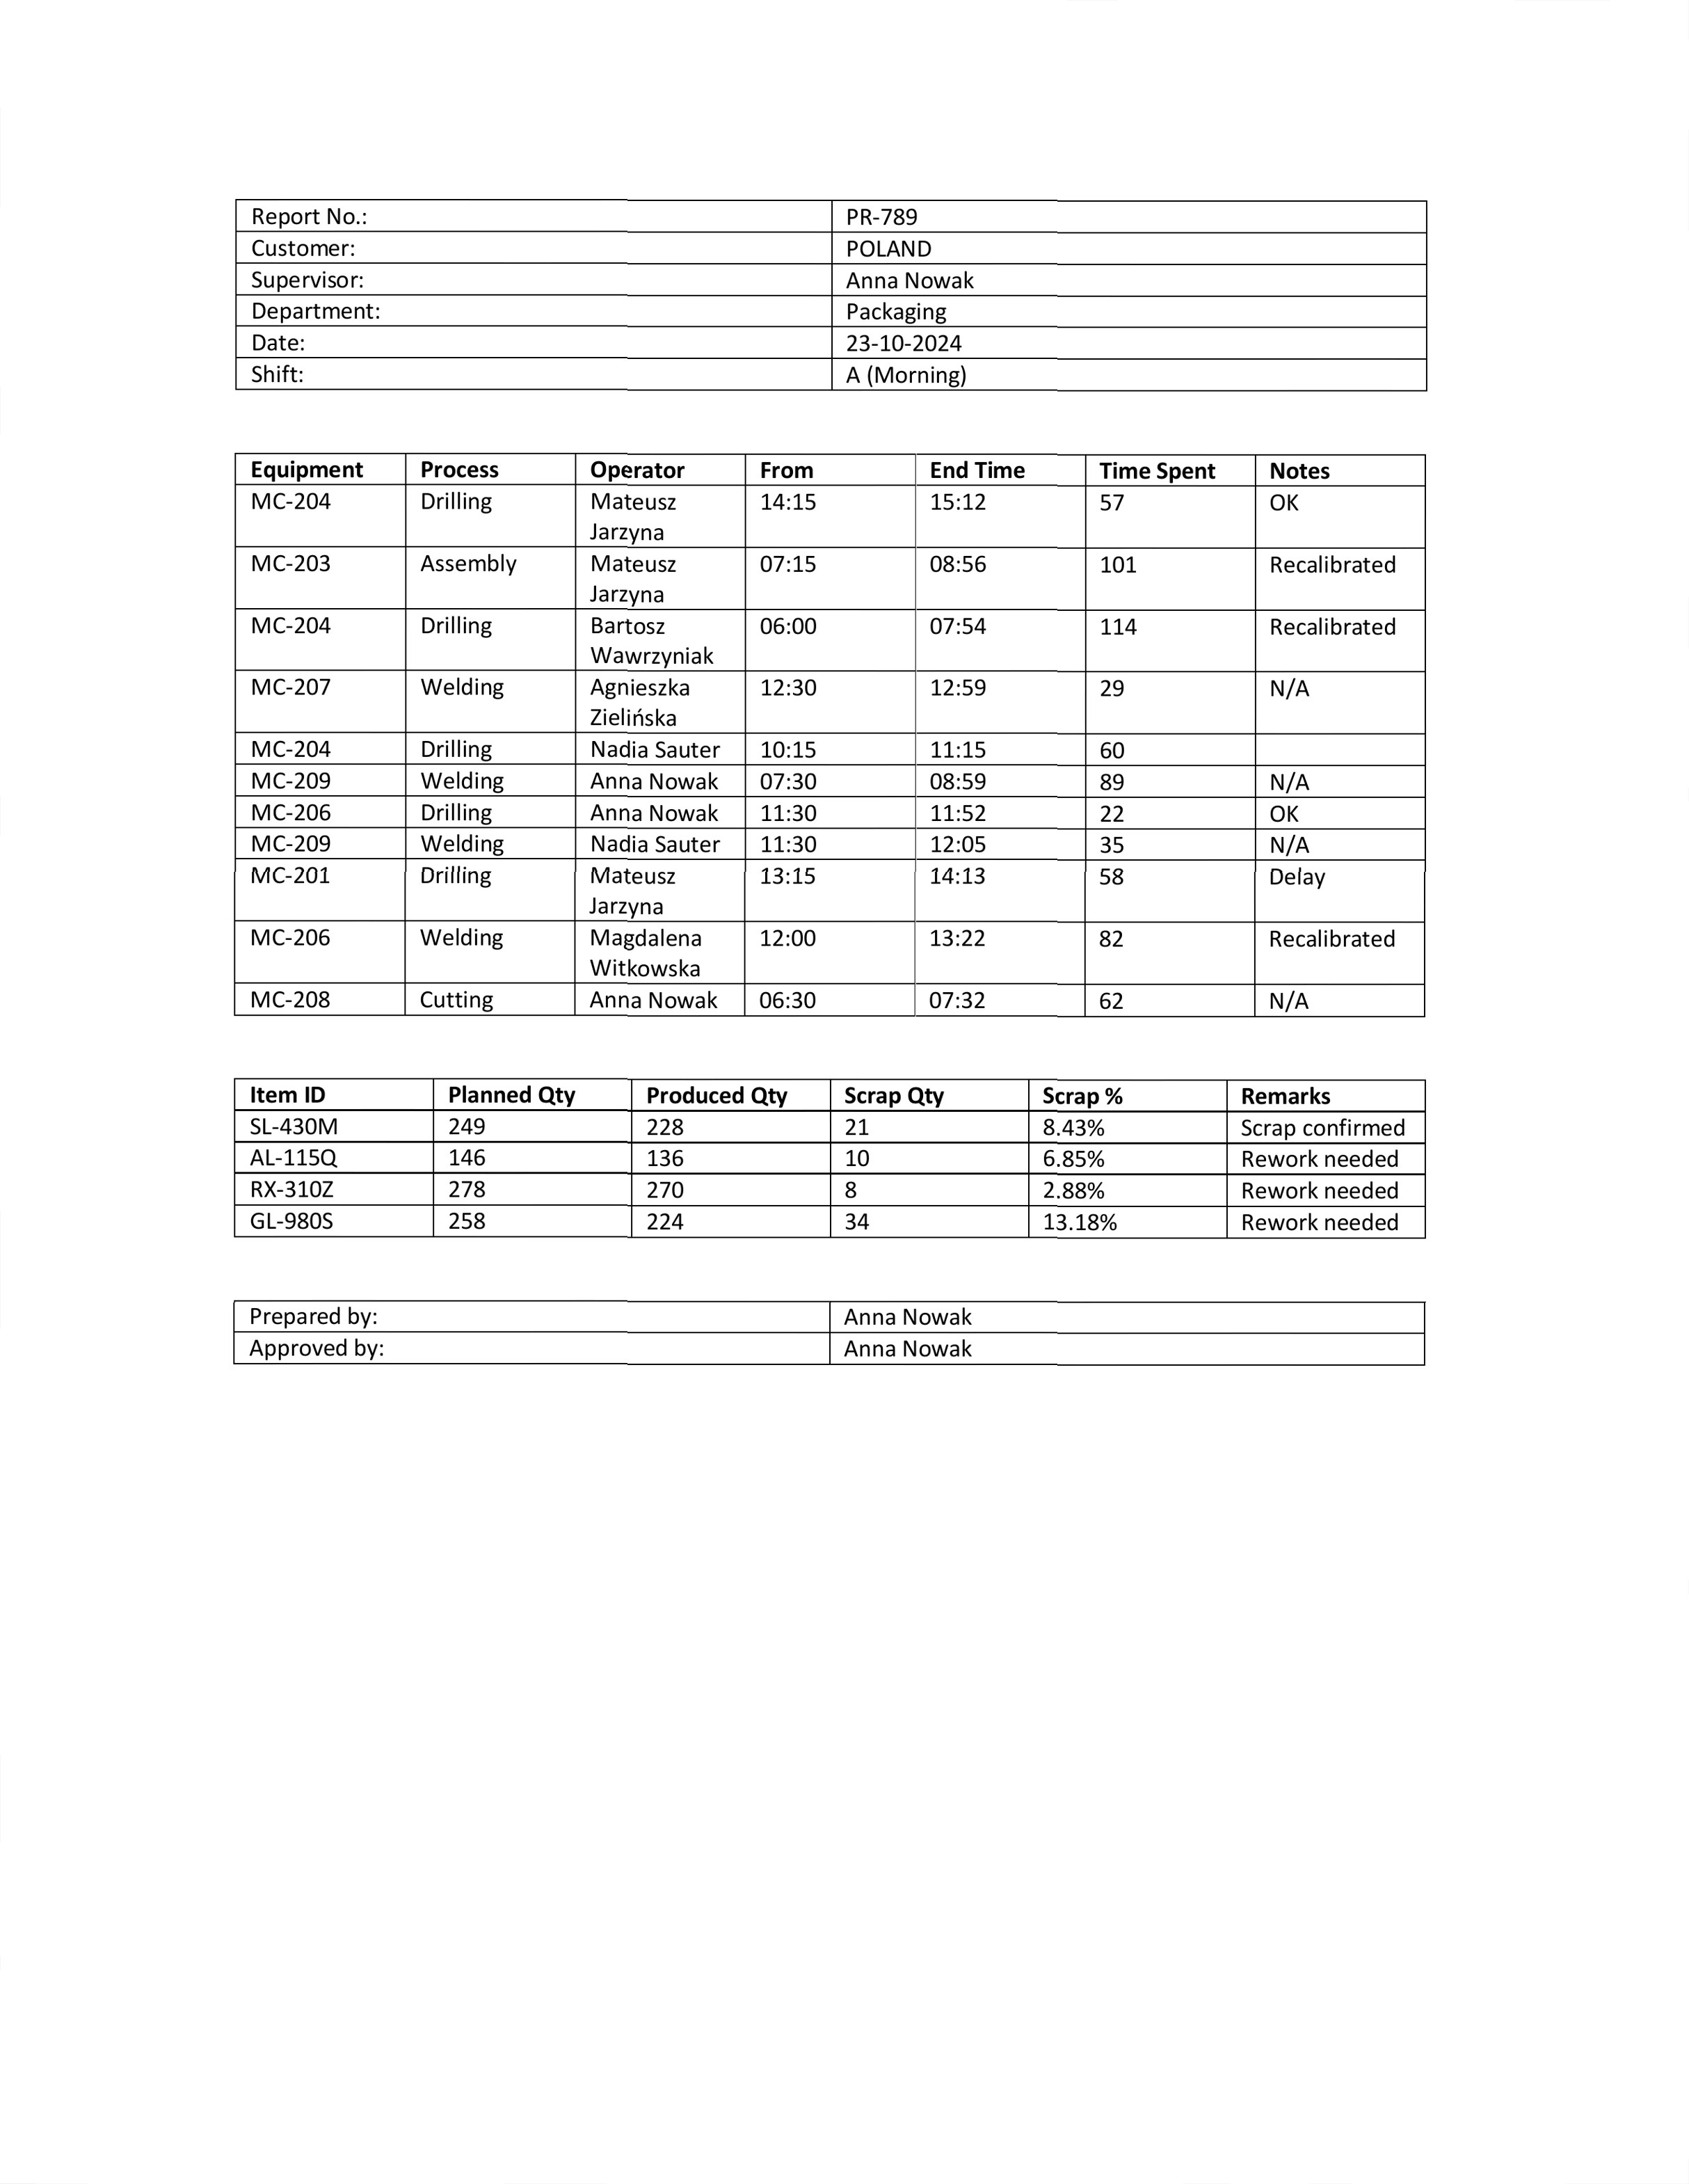 Report No.: PR-789
Customer: POLAND
Supervisor: Anna Nowak
Department: Packaging
Date: 23-10-2024
Shift: A (Morning)
Equipment Process Operator From End Time Time Spent Notes
MC-204 Drilling Mateusz Jarzyna 14:15 15:12 57 OK
MC-203 Assembly Mateusz Jarzyna 07:15 08:56 101 Recalibrated
MC-204 Drilling Bartosz Wawrzyniak 06:00 07:54 114 Recalibrated
MC-207 Welding Agnieszka Zielińska 12:30 12:59 29 N/A
MC-204 Drilling Nadia Sauter 10:15 11:15 60
MC-209 Welding Anna Nowak 07:30 08:59 89 N/A
MC-206 Drilling Anna Nowak 11:30 11:52 22 OK
MC-209 Welding Nadia Sauter 11:30 12:05 35 N/A
MC-201 Drilling Mateusz Jarzyna 13:15 14:13 58 Delay
MC-206 Welding Magdalena Witkowska 12:00 13:22 82 Recalibrated
MC-208 Cutting Anna Nowak 06:30 07:32 62 N/A
Item ID Planned Qty Produced Qty Scrap Qty Scrap % Remarks
SL-430M 249 228 21 8.43% Scrap confirmed
AL-115Q 146 136 10 6.85% Rework needed
RX-310Z 278 270 8 2.88% Rework needed
GL-980S 258 224 34 13.18% Rework needed
Prepared by: Anna Nowak
Approved by: Anna Nowak